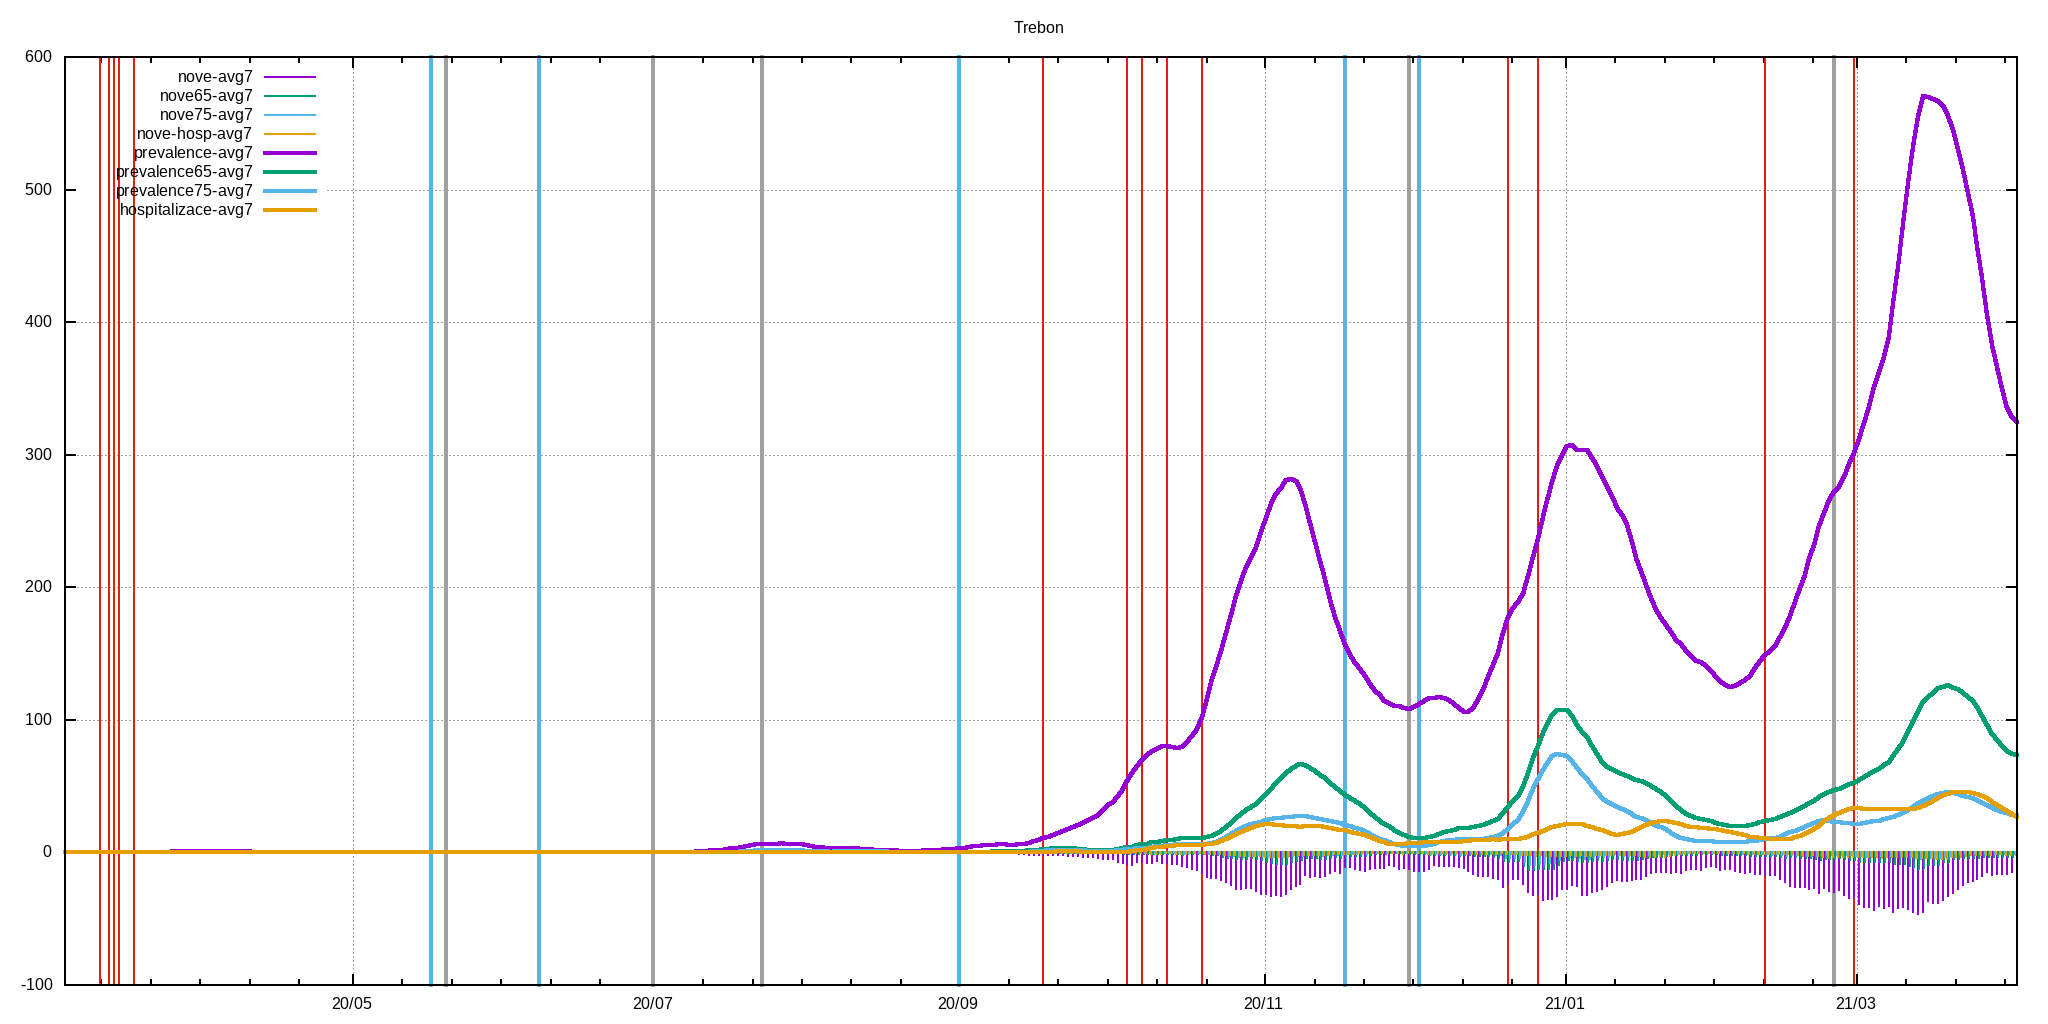 Trebon
600
500
400
300
200
100
0
-100
nove-avg7
nove65-avg7
nove75-avg7
nove-hosp-avg7
prevalence-avg7
prevalence65-avg7
prevalence75-avg7
hospitalizace-avg7
20/05 20/07 20/09 20/11 21/01 21/03